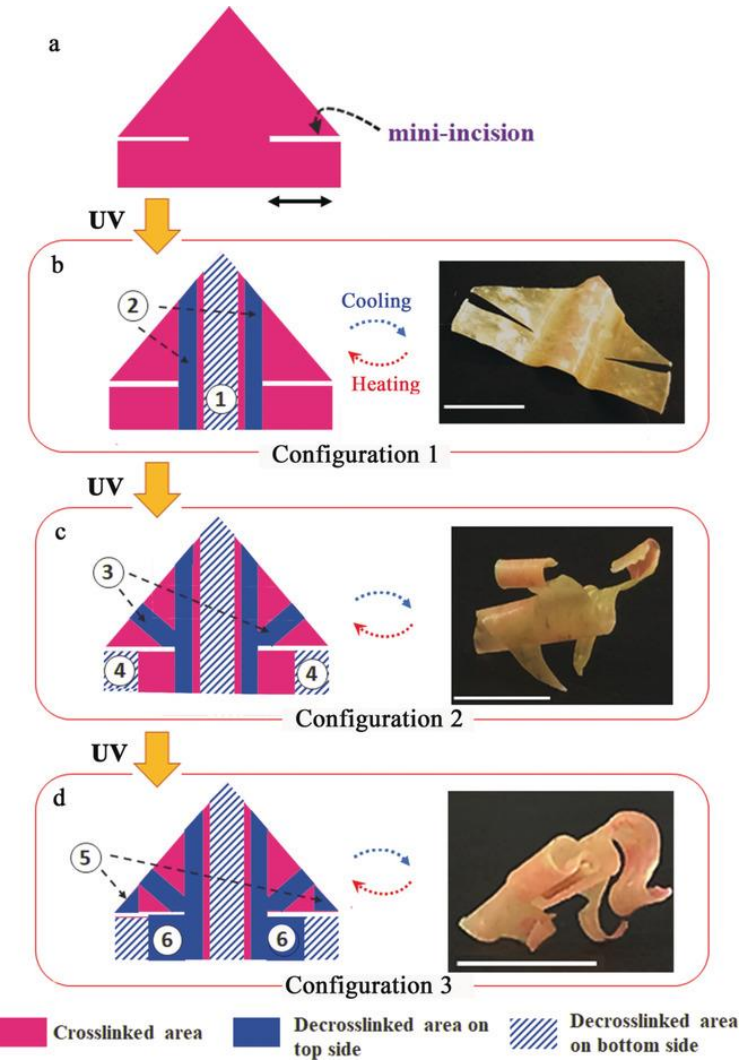 a
mini-incision
UV
b
2
Cooling
Heating
1
Configuration 1
UV
c
3
4
4
Configuration 2
UV
d
5
6
6
Configuration 3
Crosslinked area
Decrosslinked area on
top side
Decrosslinked area
on bottom side